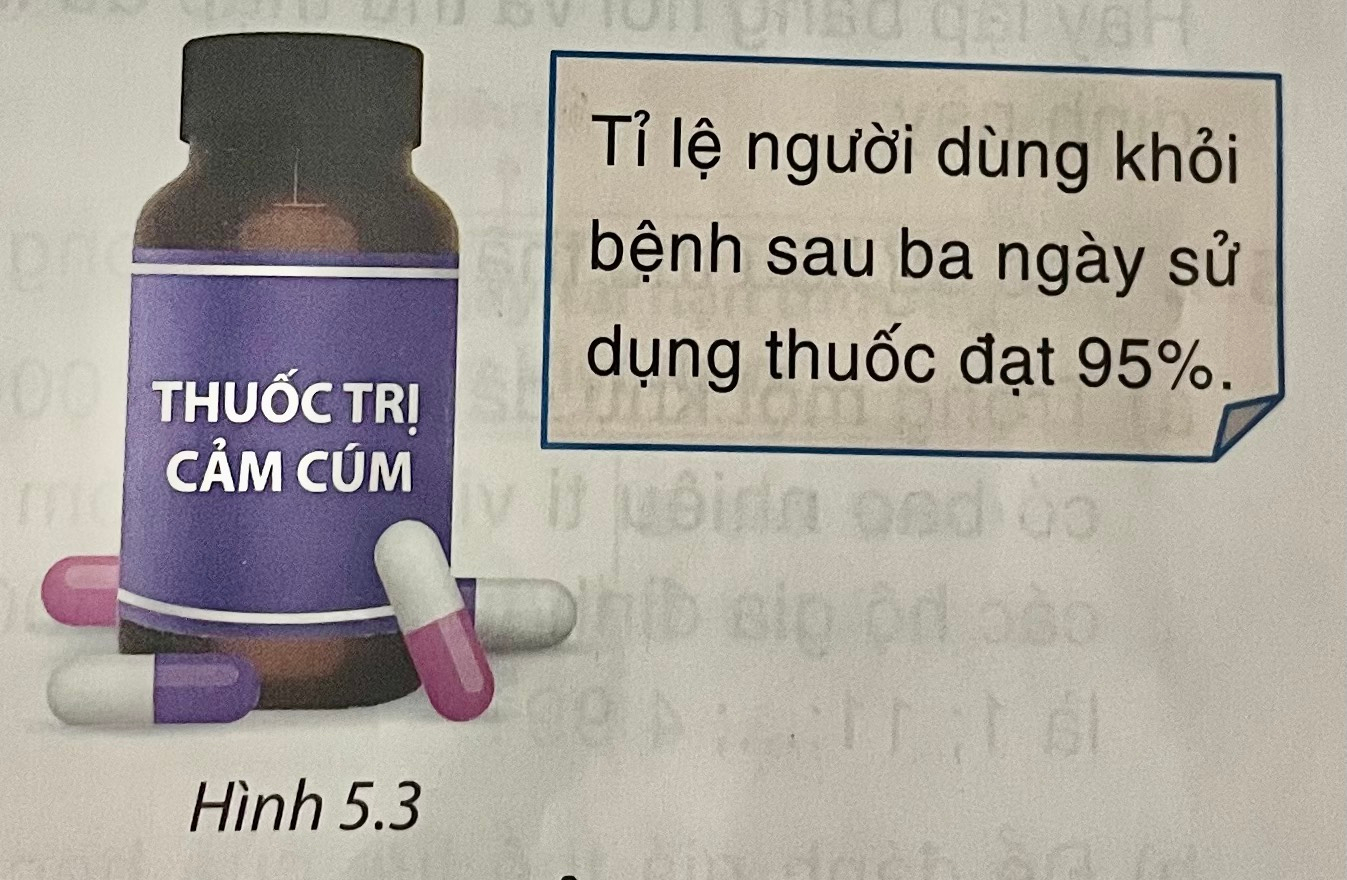 Tỉ lệ người dùng khỏi
bệnh sau ba ngày sử
dụng thuốc đạt 95%.
THUỐC TRỊ
CẢM CÚM
Hình 5.3